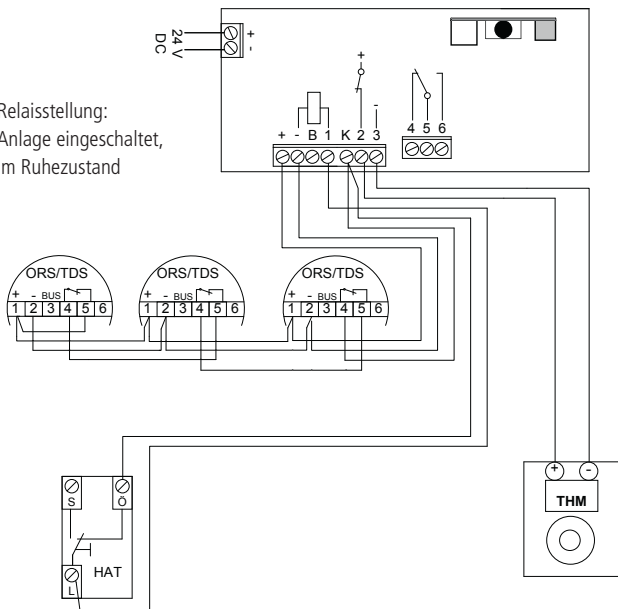 24 V
DC
+
-
Relaisstellung:
Anlage eingeschaltet,
im Ruhezustand
+
-
+ - B 1 K 2 3
4 5 6
ORS/TDS
+ - BUS
1 2 3 4 5 6
ORS/TDS
+ - BUS
1 2 3 4 5 6
ORS/TDS
+ - BUS
1 2 3 4 5 6
S Ö
HAT
L
+ -
THM